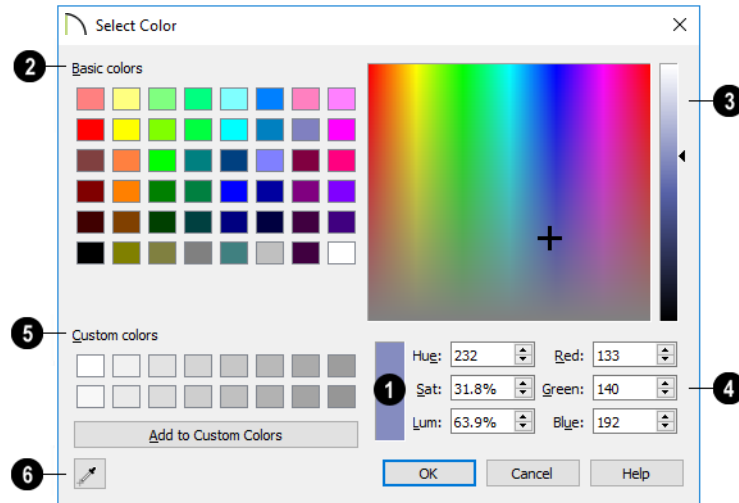 Select Color
2
Basic colors
3
5
Custom colors
1
Hue: 232
Red: 133
Sat: 31.8%
Green: 140
4
Lum: 63.9%
Blue: 192
Add to Custom Colors
6
OK
Cancel
Help